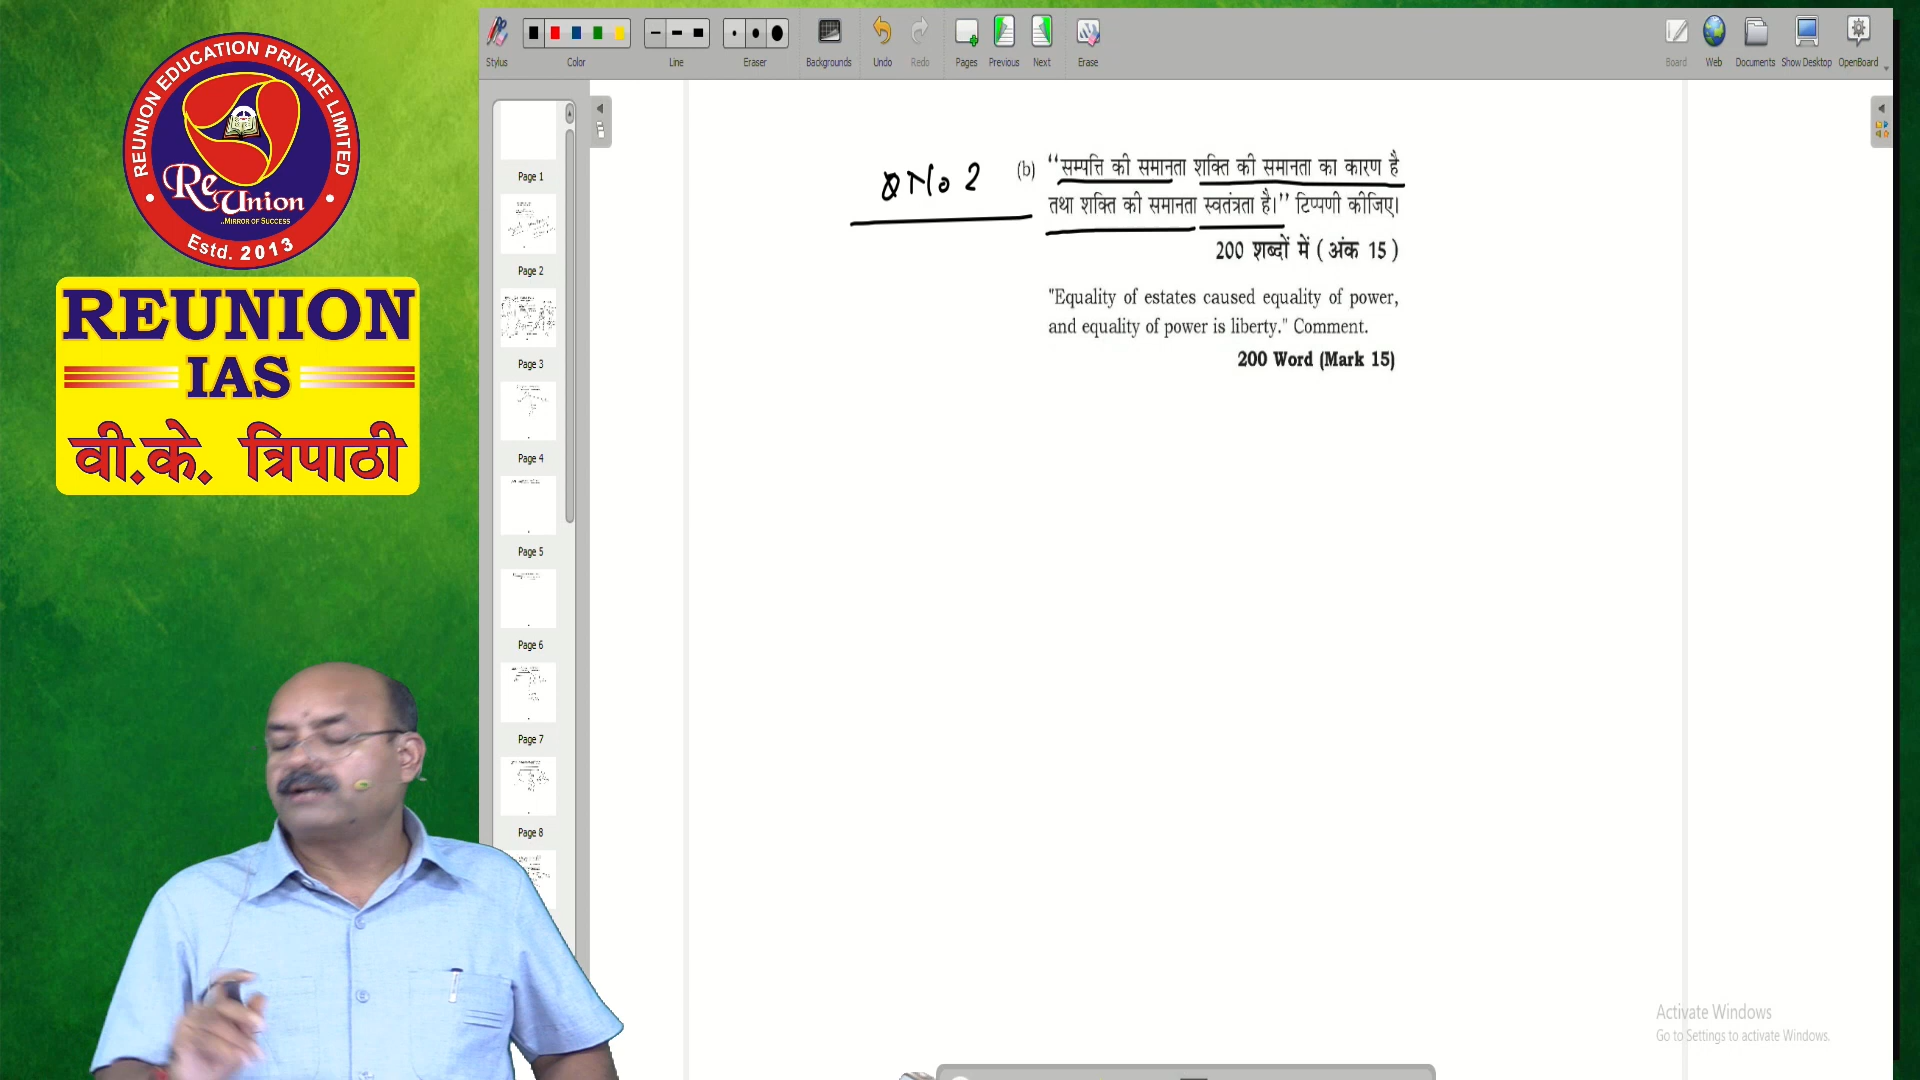 REUNION EDUCATION PRIVATE LIMITED
ReUnion
..MIRROR OF SUCCESS
Estd. 2013
REUNION
IAS
वी.के. त्रिपाठी
Stylus
Color
Line
Eraser
Backgrounds
Undo
Redo
Pages
Previous
Next
Erase
Board
Web
Documents
Show Desktop
OpenBoard
Page 1
Page 2
Page 3
Page 4
Page 5
Page 6
Page 7
Page 8
Q No 2
(b) ‘‘सम्पत्ति की समानता शक्ति की समानता का कारण है
तथा शक्ति की समानता स्वतंत्रता है।’’ टिप्पणी कीजिए।
200 शब्दों में ( अंक 15 )
"Equality of estates caused equality of power,
and equality of power is liberty." Comment.
200 Word (Mark 15)
Activate Windows
Go to Settings to activate Windows.